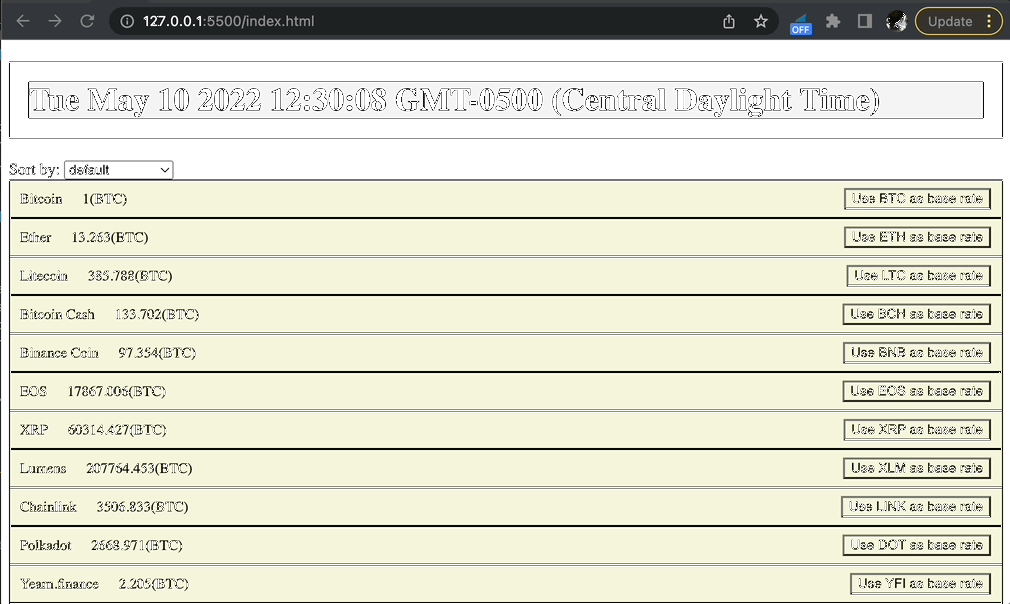 127.0.0.1:5500/index.html
OFF
Update
Tue May 10 2022 12:30:08 GMT-0500 (Central Daylight Time)
Sort by: default
Bitcoin 1(BTC) Use BTC as base rate
Ether 13.263(BTC) Use ETH as base rate
Litecoin 385.788(BTC) Use LTC as base rate
Bitcoin Cash 133.702(BTC) Use BCH as base rate
Binance Coin 97.354(BTC) Use BNB as base rate
EOS 17867.006(BTC) Use EOS as base rate
XRP 60314.427(BTC) Use XRP as base rate
Lumens 207764.453(BTC) Use XLM as base rate
Chainlink 3506.833(BTC) Use LINK as base rate
Polkadot 2668.971(BTC) Use DOT as base rate
Yearn.finance 2.205(BTC) Use YFI as base rate